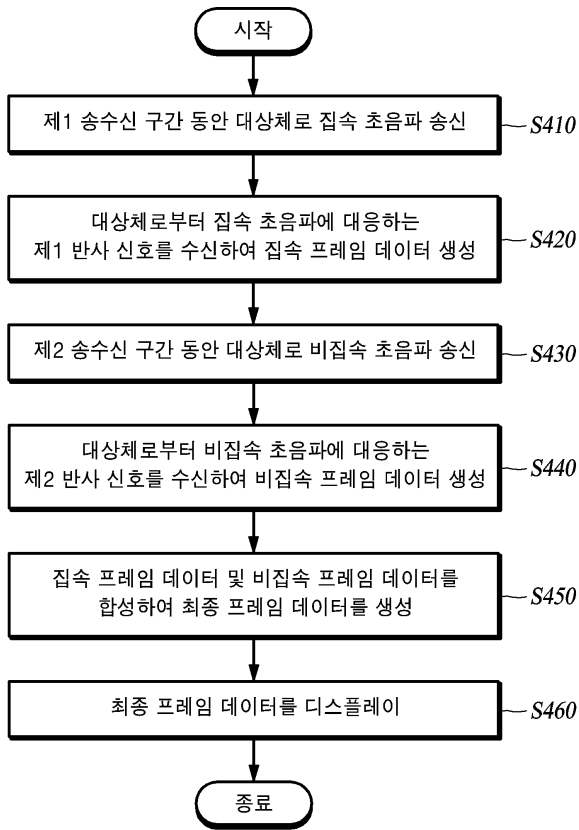 시작
제1 송수신 구간 동안 대상체로 집속 초음파 송신
S410
대상체로부터 집속 초음파에 대응하는
제1 반사 신호를 수신하여 집속 프레임 데이터 생성
S420
제2 송수신 구간 동안 대상체로 비집속 초음파 송신
S430
대상체로부터 비집속 초음파에 대응하는
제2 반사 신호를 수신하여 비집속 프레임 데이터 생성
S440
집속 프레임 데이터 및 비집속 프레임 데이터를
합성하여 최종 프레임 데이터를 생성
S450
최종 프레임 데이터를 디스플레이
S460
종료